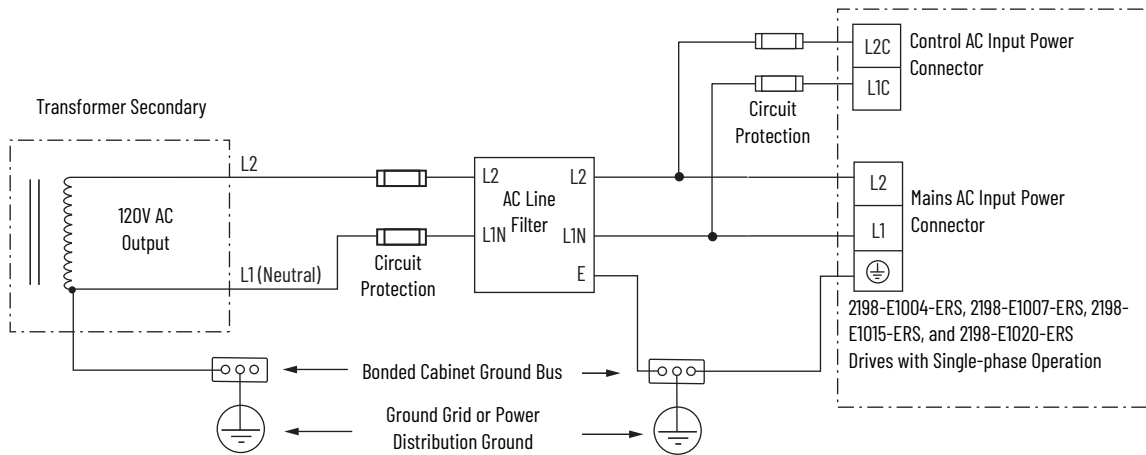 L2C
Control AC Input Power
Connector
L1C
Circuit
Protection
Transformer Secondary
L2
120V AC
Output
L1 (Neutral)
Circuit
Protection
L2
L2
AC Line
Filter
L1N
L1N
E
L2
Mains AC Input Power
Connector
L1
2198-E1004-ERS, 2198-E1007-ERS, 2198-
E1015-ERS, and 2198-E1020-ERS
Drives with Single-phase Operation
Bonded Cabinet Ground Bus
Ground Grid or Power
Distribution Ground